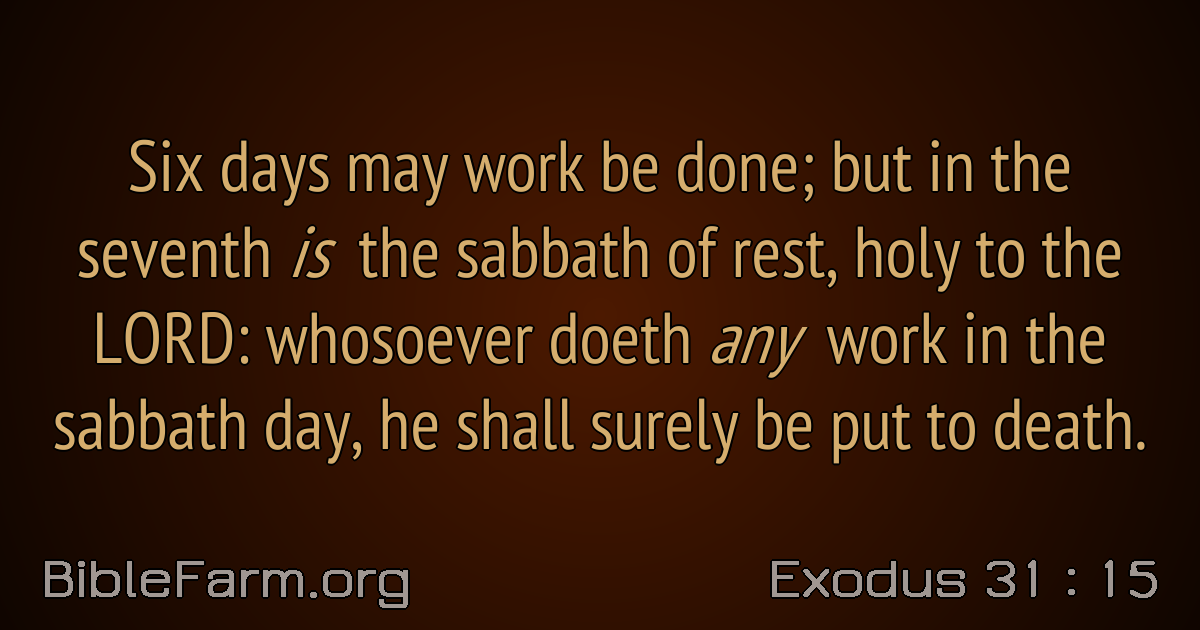 Six days may work be done; but in the
seventh is the sabbath of rest, holy to the
LORD: whosoever doeth any work in the
sabbath day, he shall surely be put to death.
BibleFarm.org
Exodus 31 : 15